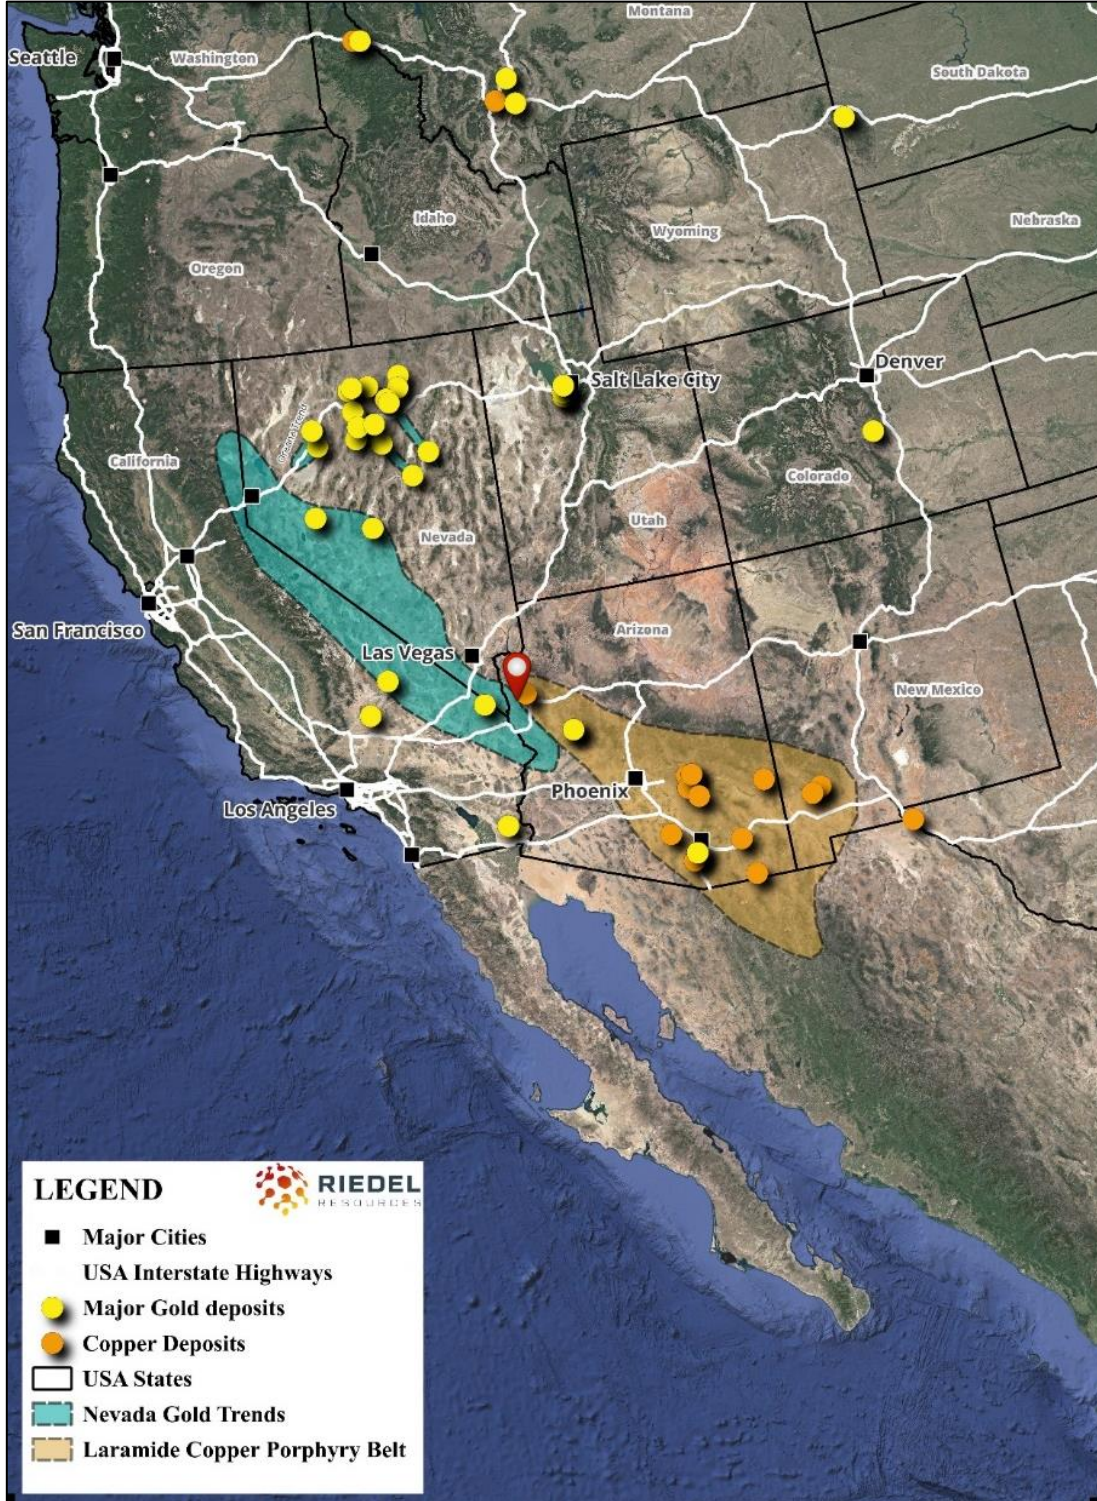 Montana
Seattle
Washington
South Dakota
Idaho
Wyoming
Nebraska
Oregon
Denver
Salt Lake City
California
Colorado
Utah
Nevada
San Francisco
Las Vegas
Arizona
New Mexico
Phoenix
Los Angeles
LEGEND
RIEDEL
RESOURCES
Major Cities
USA Interstate Highways
Major Gold deposits
Copper Deposits
USA States
Nevada Gold Trends
Laramide Copper Porphyry Belt